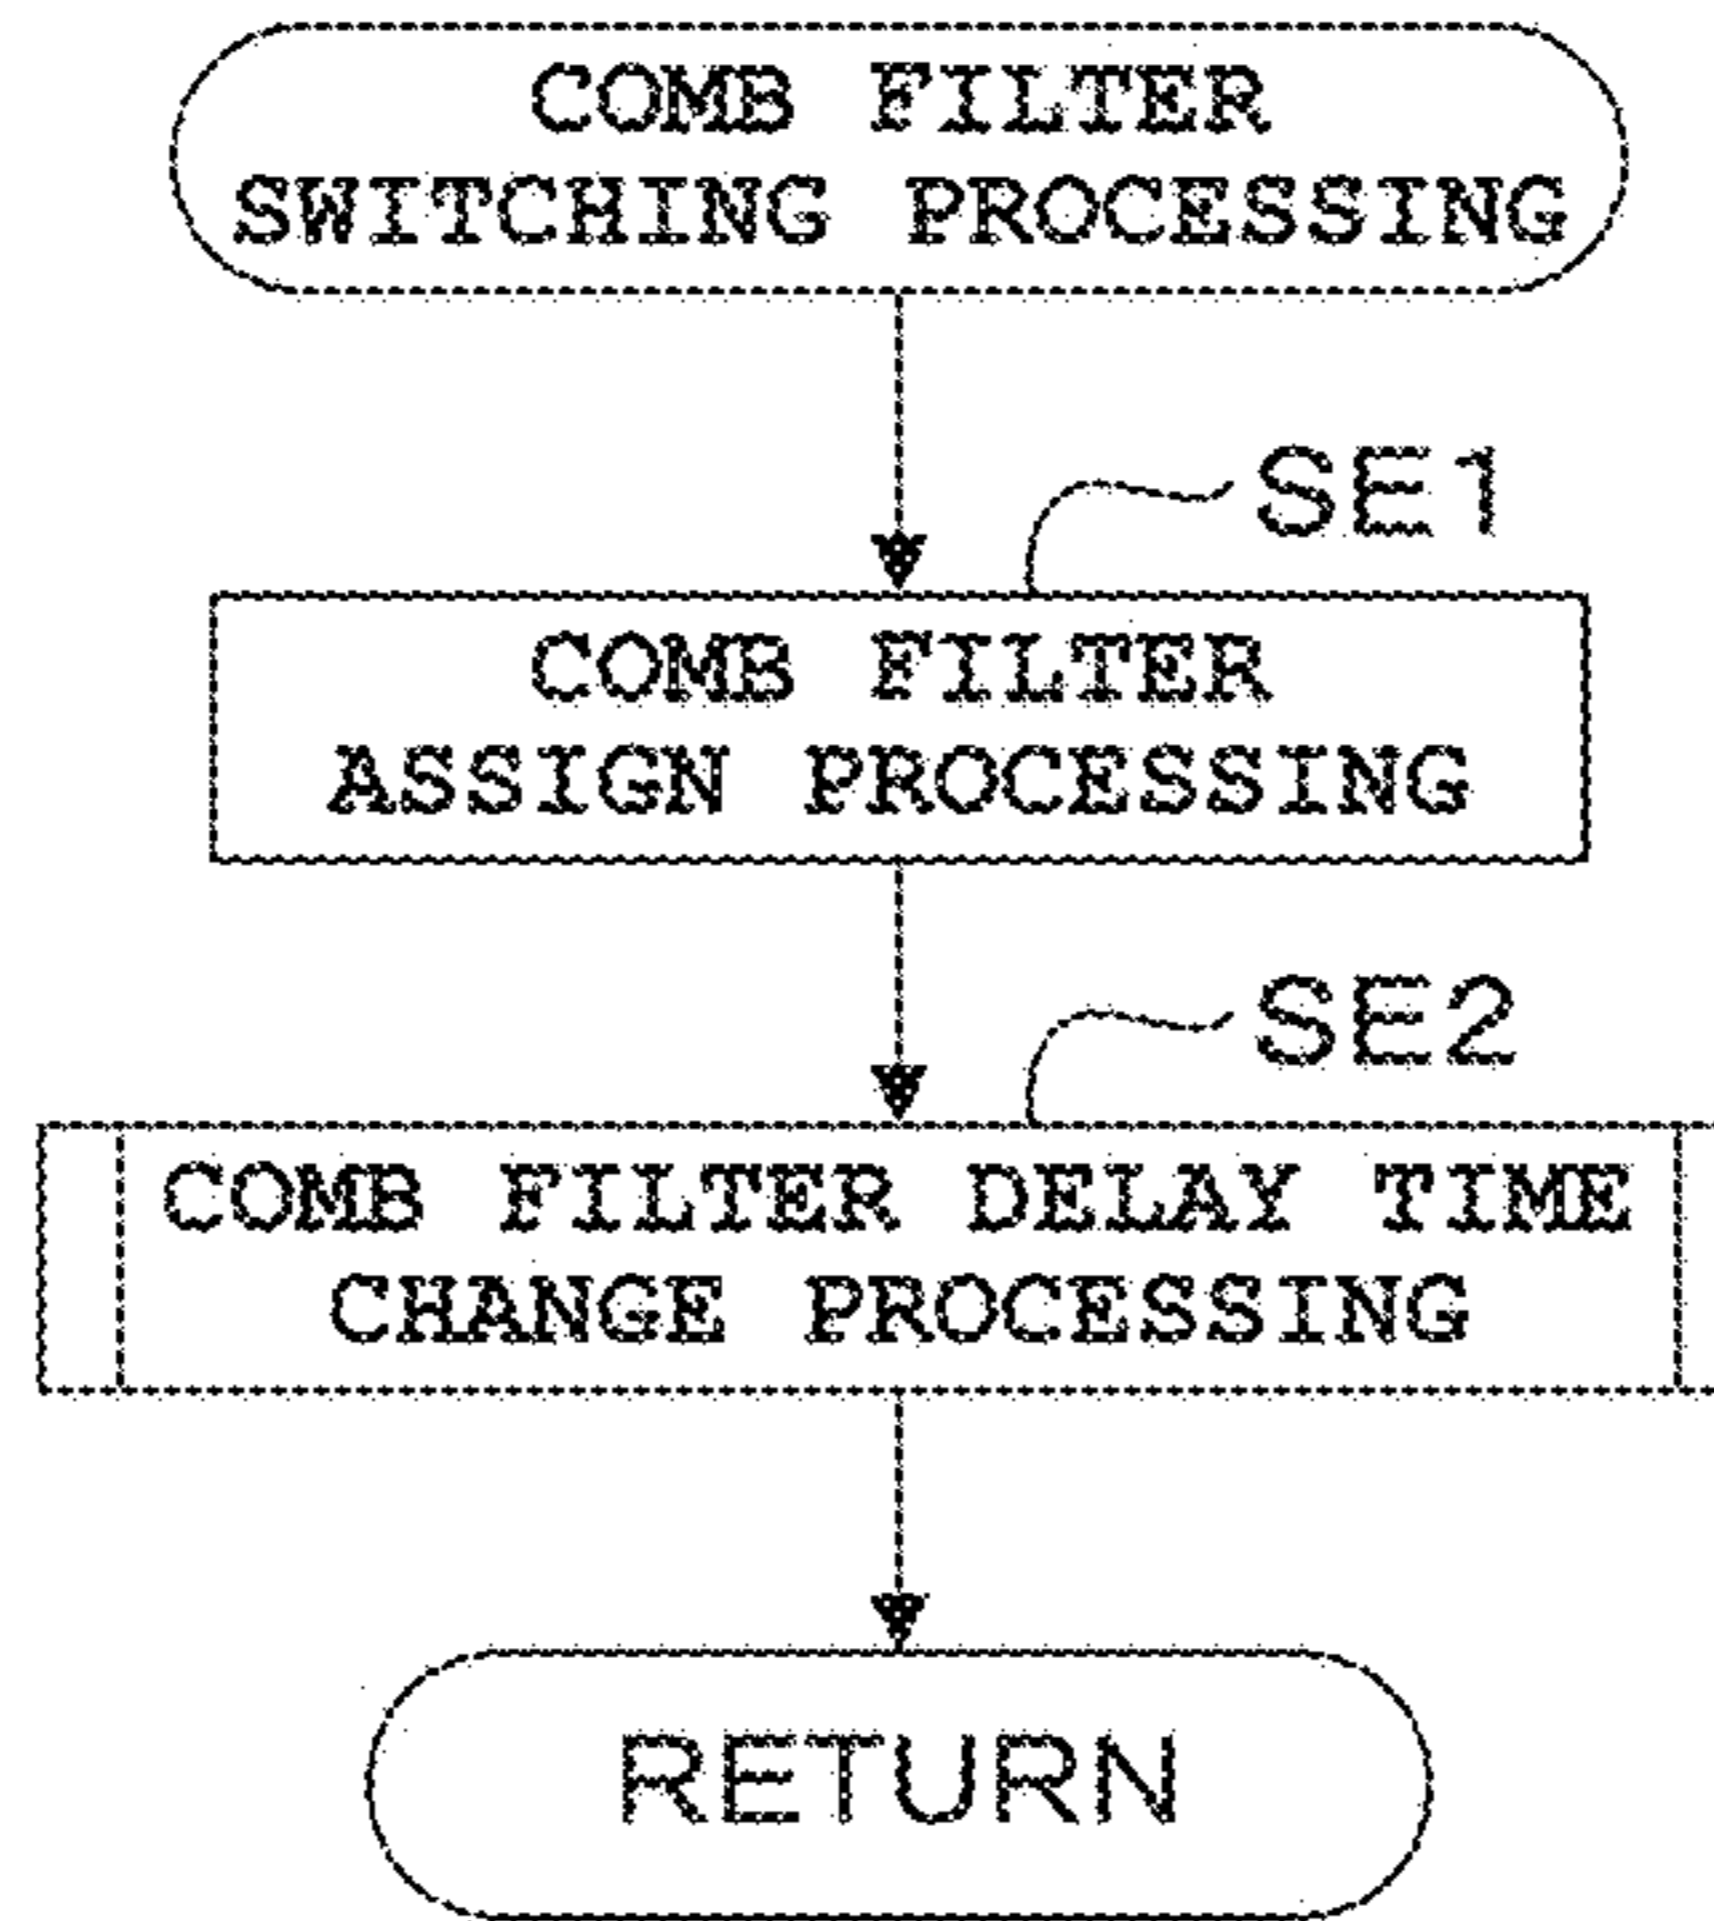 COMB FILTER
SWITCHING PROCESSING
SE1
COMB FILTER
ASSIGN PROCESSING
SE2
COMB FILTER DELAY TIME
CHANGE PROCESSING
RETURN